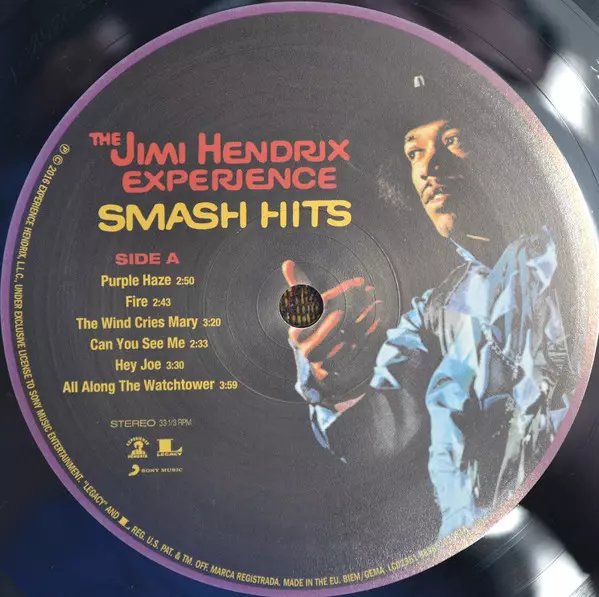 THE JIMI HENDRIX
EXPERIENCE
SMASH HITS
SIDE A
Purple Haze 2:50
Fire 2:43
The Wind Cries Mary 3:20
Can You See Me 2:33
Hey Joe 3:30
All Along The Watchtower 3:59
STEREO 33 1/3 RPM
EXPERIENCE HENDRIX
L LEGACY
SONY MUSIC
℗ © 2016 EXPERIENCE HENDRIX, L.L.C., UNDER EXCLUSIVE LICENSE TO SONY MUSIC ENTERTAINMENT. "LEGACY" AND L REG. U.S. PAT. & TM. OFF. MARCA REGISTRADA. MADE IN THE EU. BIEM/GEMA